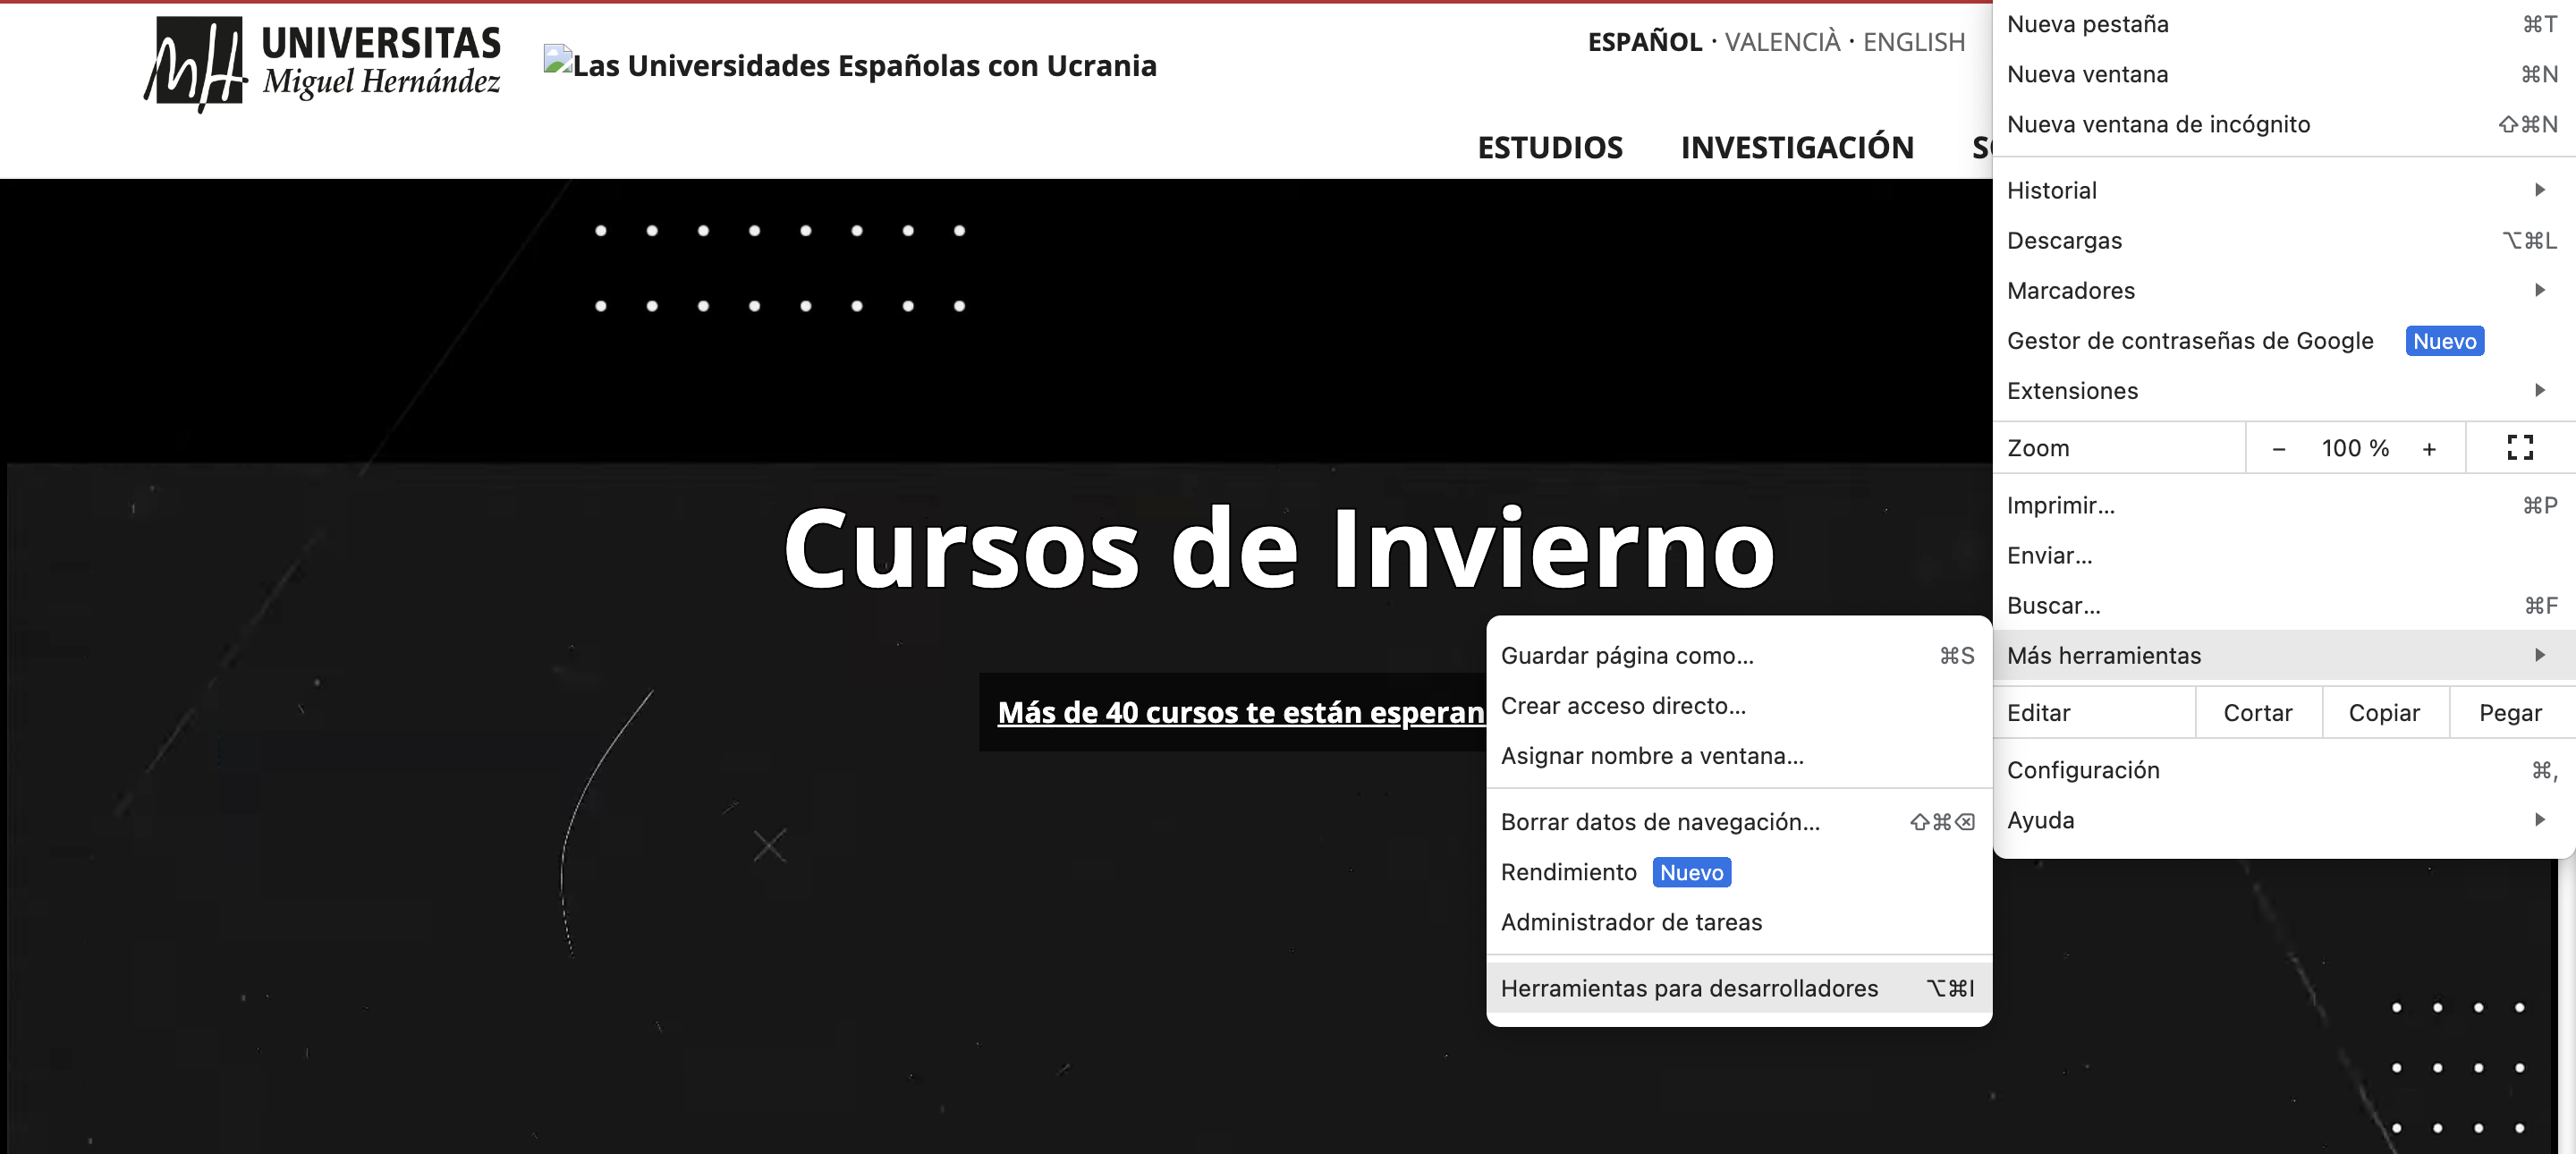 UNIVERSITAS
Miguel Hernández
Las Universidades Españolas con Ucrania
ESPAÑOL · VALENCIÀ · ENGLISH
ESTUDIOS INVESTIGACIÓN
Cursos de Invierno
Más de 40 cursos te están esperan
Nueva pestaña ⌘T
Nueva ventana ⌘N
Nueva ventana de incógnito ⇧⌘N
Historial
Descargas ⌥⌘L
Marcadores
Gestor de contraseñas de Google Nuevo
Extensiones
Zoom − 100 % +
Imprimir... ⌘P
Enviar...
Buscar... ⌘F
Más herramientas
Editar Cortar Copiar Pegar
Configuración ⌘,
Ayuda
Guardar página como... ⌘S
Crear acceso directo...
Asignar nombre a ventana...
Borrar datos de navegación... ⇧⌘⌫
Rendimiento Nuevo
Administrador de tareas
Herramientas para desarrolladores ⌥⌘I